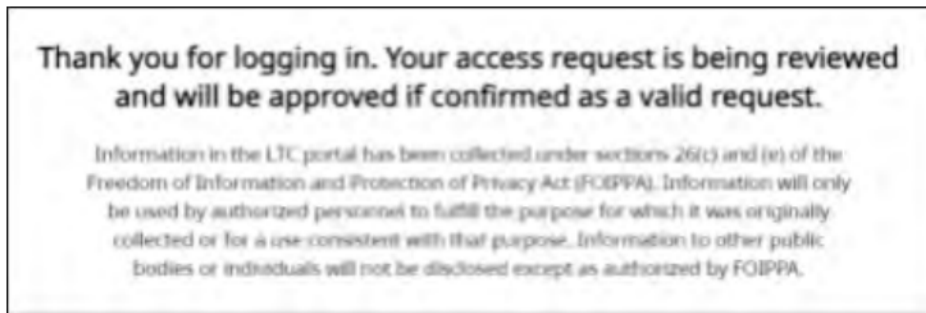 Thank you for logging in. Your access request is being reviewed
and will be approved if confirmed as a valid request.
Information in the LTC portal has been collected under sections 26(c) and (e) of the
Freedom of Information and Protection of Privacy Act (FOIPPA). Information will only
be used by authorized personnel to fulfill the purpose for which it was originally
collected or for a use consistent with that purpose. Information to other public
bodies or individuals will not be disclosed except as authorized by FOIPPA.